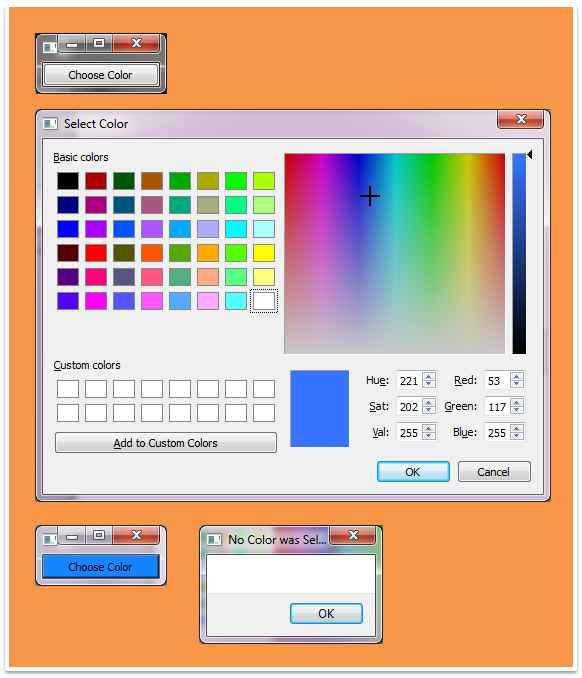 Choose Color
Select Color
Basic colors
Custom colors
Add to Custom Colors
Hue: 221
Red: 53
Sat: 202
Green: 117
Val: 255
Blue: 255
OK
Cancel
Choose Color
No Color was Sel...
OK